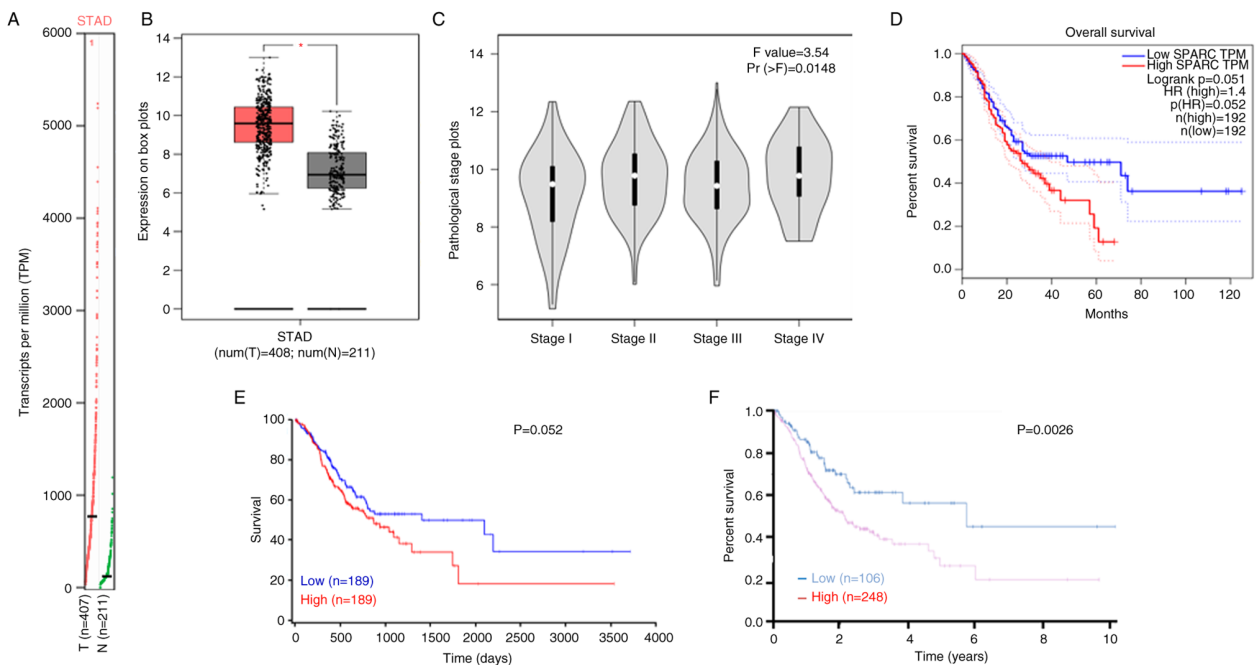 A
STAD
Transcripts per million (TPM)
6000
5000
4000
3000
2000
1000
0
T (n=407)
N (n=211)
B
Expression on box plots
14
12
10
8
6
4
2
0
*
STAD
(num(T)=408; num(N)=211)
C
Pathological stage plots
14
12
10
8
6
F value=3.54
Pr (>F)=0.0148
Stage I
Stage II
Stage III
Stage IV
D
Overall survival
Percent survival
1.0
0.8
0.6
0.4
0.2
0.0
Low SPARC TPM
High SPARC TPM
Logrank p=0.051
HR (high)=1.4
p(HR)=0.052
n(high)=192
n(low)=192
0
20
40
60
80
100
120
Months
E
Survival
100
80
60
40
20
0
P=0.052
Low (n=189)
High (n=189)
0
500
1000
1500
2000
2500
3000
3500
4000
Time (days)
F
Percent survival
1.0
0.8
0.6
0.4
0.2
0.0
P=0.0026
Low (n=106)
High (n=248)
0
2
4
6
8
10
Time (years)